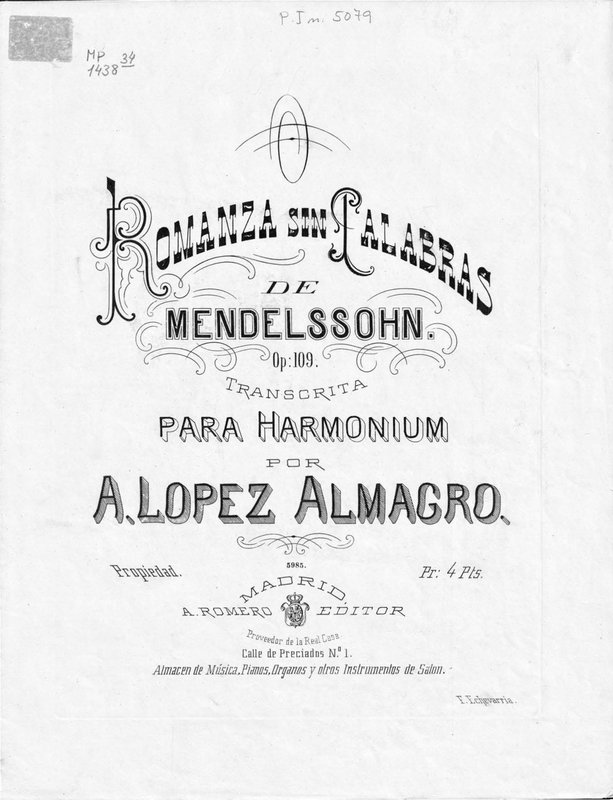 P.I n. 5079
MP 34
1438
ROMANZA SIN PALABRAS
DE
MENDELSSOHN.
Op: 109.
TRANSCRITA
PARA HARMONIUM
POR
A. LOPEZ ALMAGRO.
5985.
Propiedad.
Pr: 4 Pts.
MADRID.
A. ROMERO EDITOR
Proveedor de la Real Casa
Calle de Preciados N.º 1.
Almacen de Música, Pianos, Organos y otros Instrumentos de Salon.
F. Echevarria.